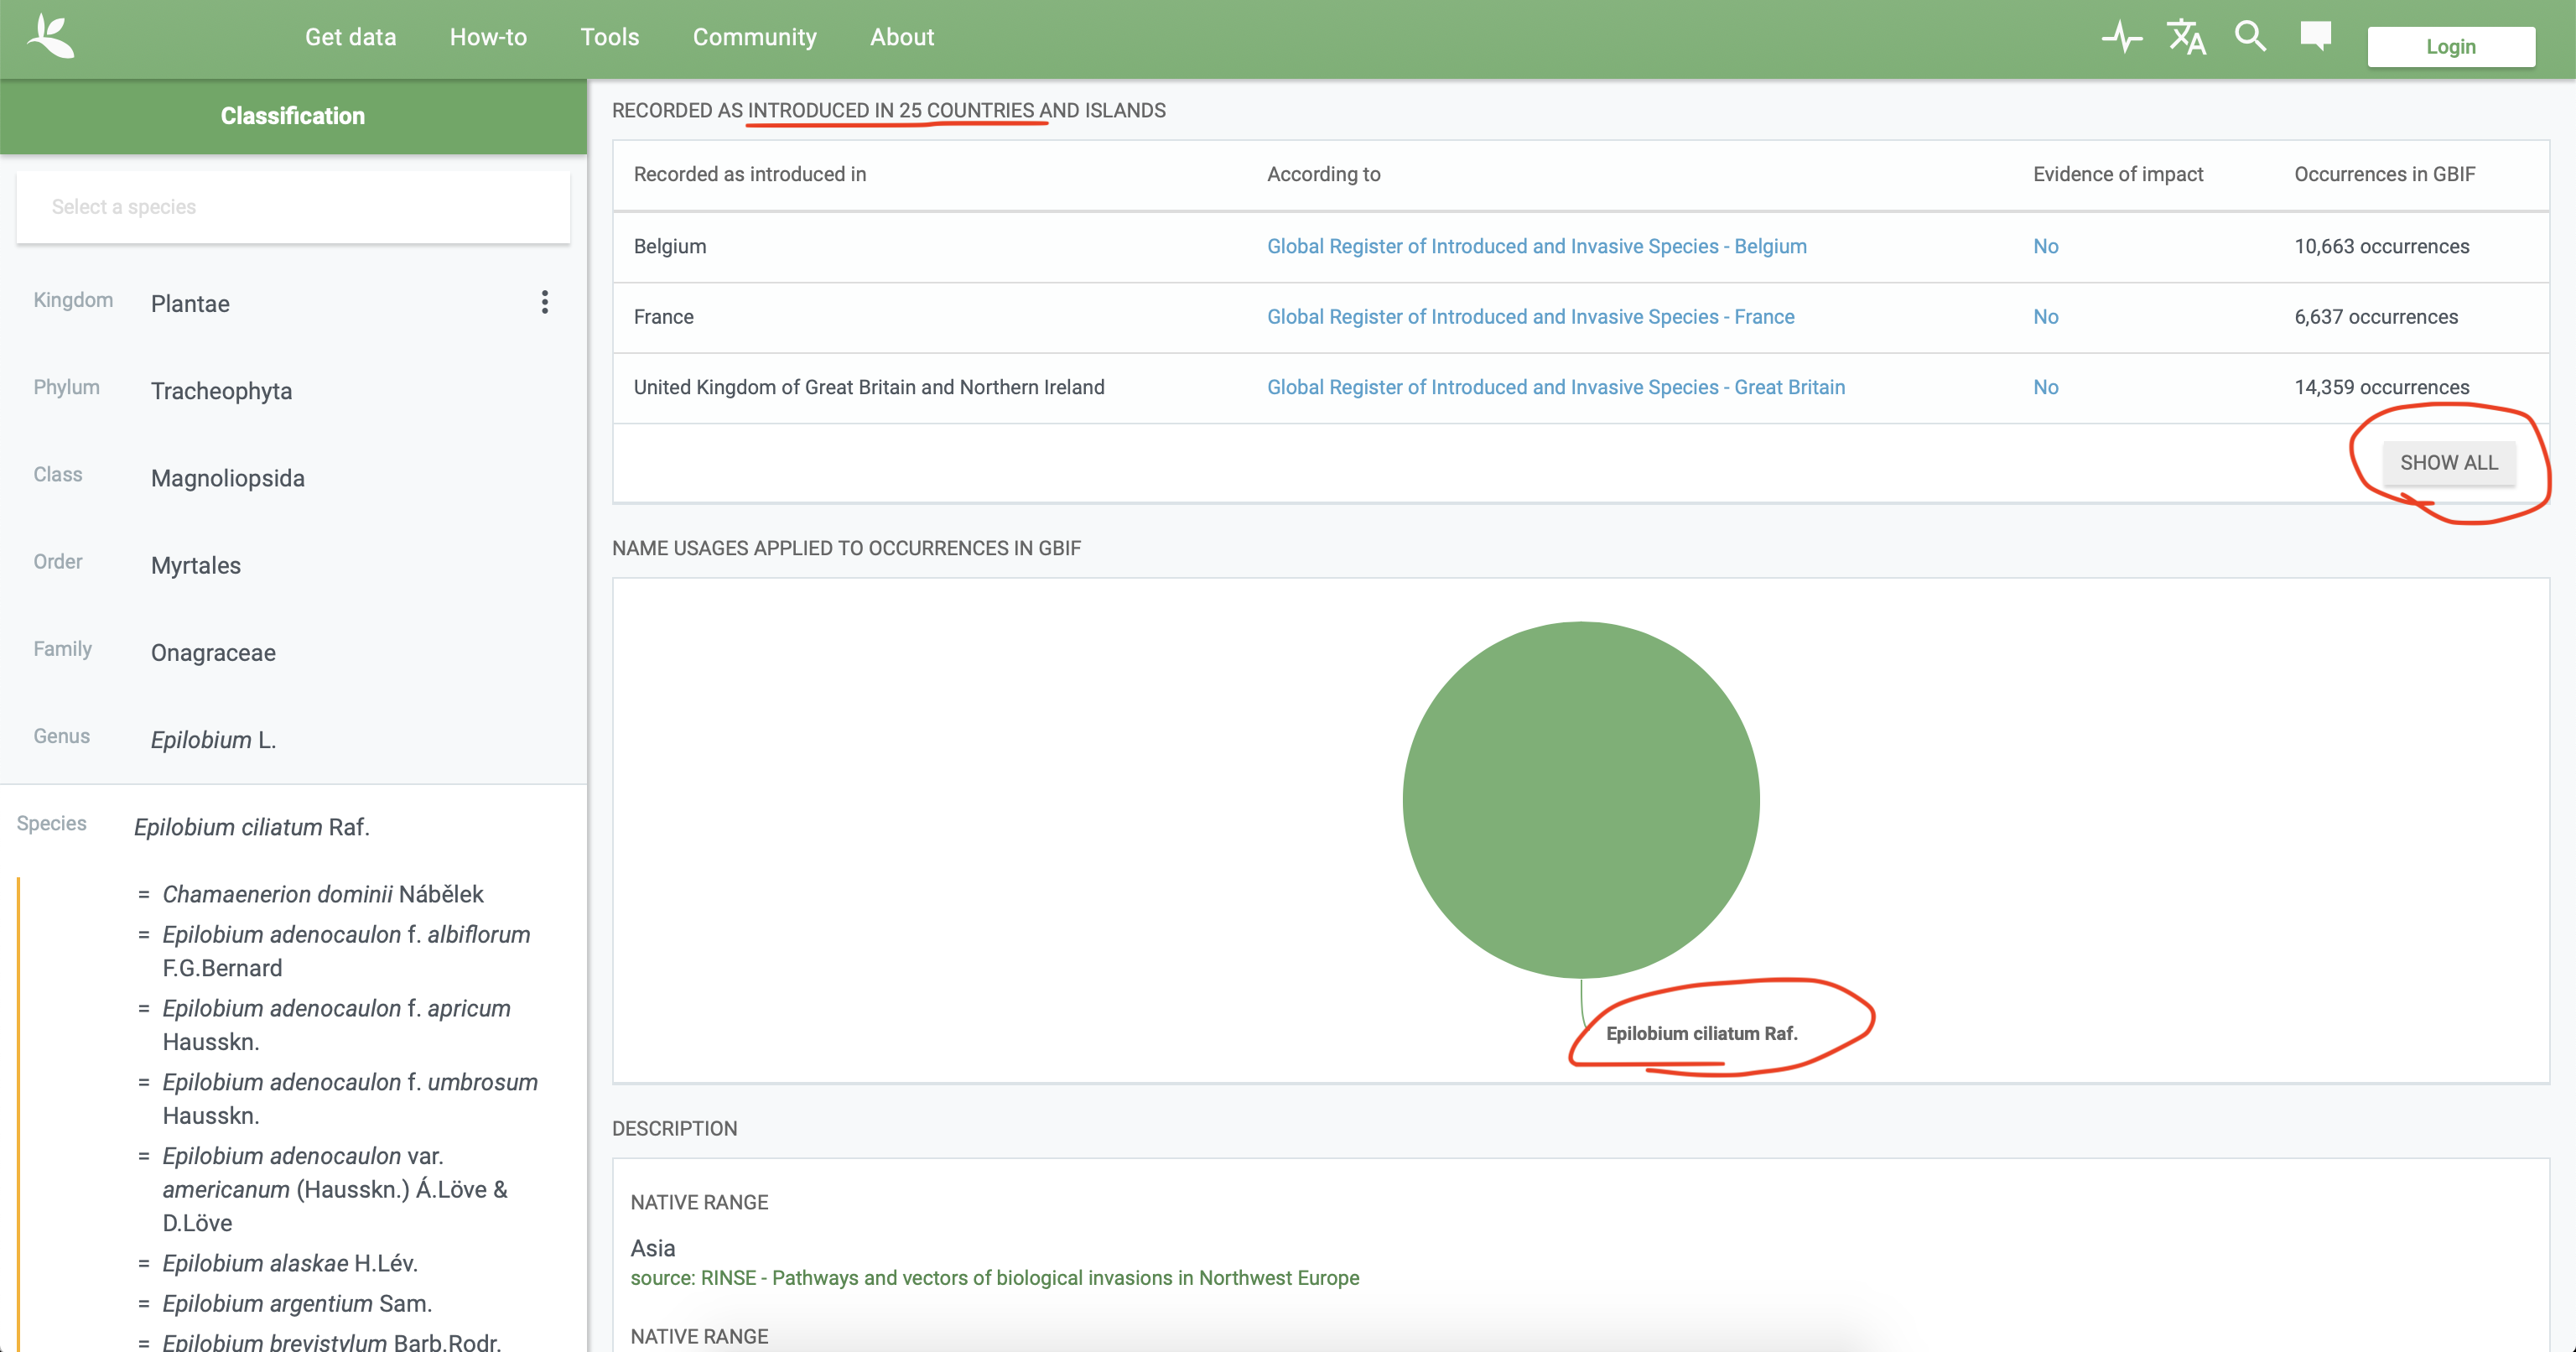 Get data How-to Tools Community About Login
Classification
Select a species
Kingdom Plantae
Phylum Tracheophyta
Class Magnoliopsida
Order Myrtales
Family Onagraceae
Genus Epilobium L.
Species Epilobium ciliatum Raf.
= Chamaenerion dominii Nábělek
= Epilobium adenocaulon f. albiflorum
F.G.Bernard
= Epilobium adenocaulon f. apricum
Hausskn.
= Epilobium adenocaulon f. umbrosum
Hausskn.
= Epilobium adenocaulon var.
americanum (Hausskn.) Á.Löve &
D.Löve
= Epilobium alaskae H.Lév.
= Epilobium argentium Sam.
= Epilobium brevistylum Barb.Rodr.
RECORDED AS INTRODUCED IN 25 COUNTRIES AND ISLANDS
Recorded as introduced in According to Evidence of impact Occurrences in GBIF
Belgium Global Register of Introduced and Invasive Species - Belgium No 10,663 occurrences
France Global Register of Introduced and Invasive Species - France No 6,637 occurrences
United Kingdom of Great Britain and Northern Ireland Global Register of Introduced and Invasive Species - Great Britain No 14,359 occurrences
SHOW ALL
NAME USAGES APPLIED TO OCCURRENCES IN GBIF
Epilobium ciliatum Raf.
DESCRIPTION
NATIVE RANGE
Asia
source: RINSE - Pathways and vectors of biological invasions in Northwest Europe
NATIVE RANGE